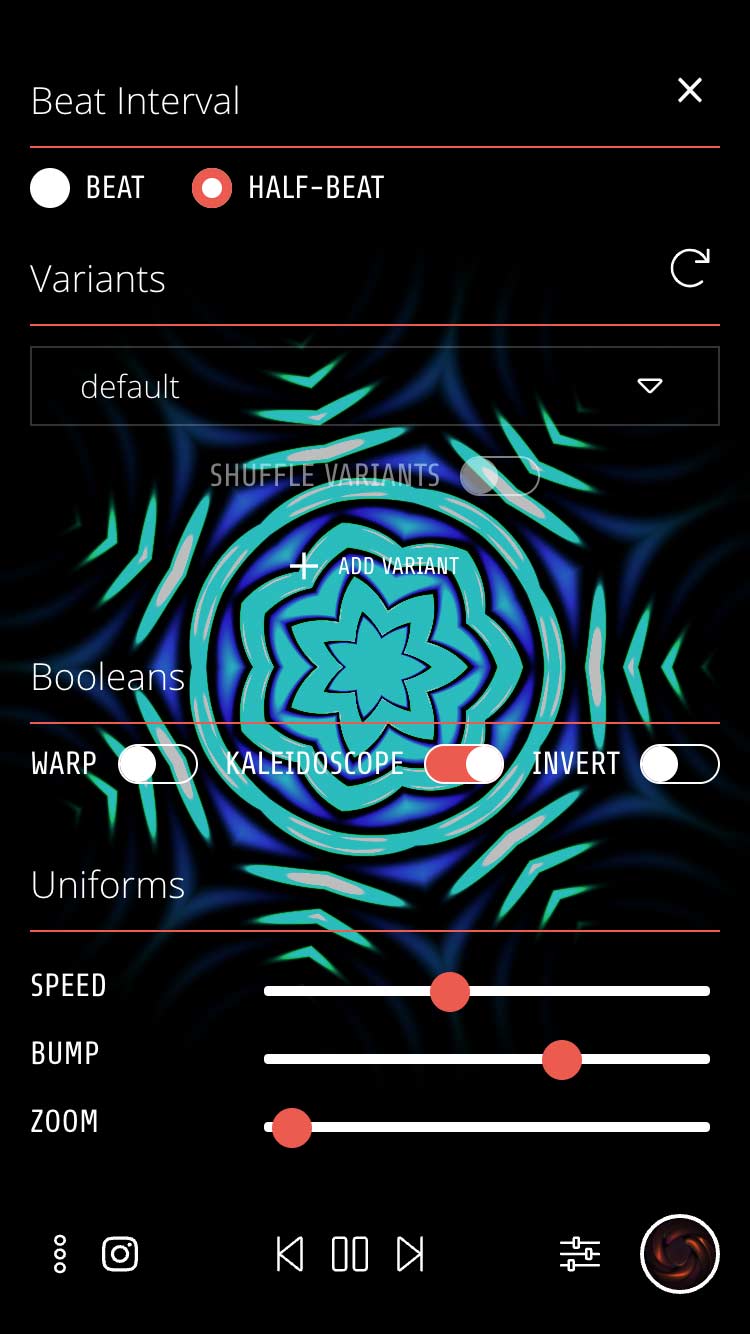 Beat Interval
BEAT HALF-BEAT
Variants
default
SHUFFLE VARIANTS
ADD VARIANT
Booleans
WARP KALEIDOSCOPE INVERT
Uniforms
SPEED
BUMP
ZOOM